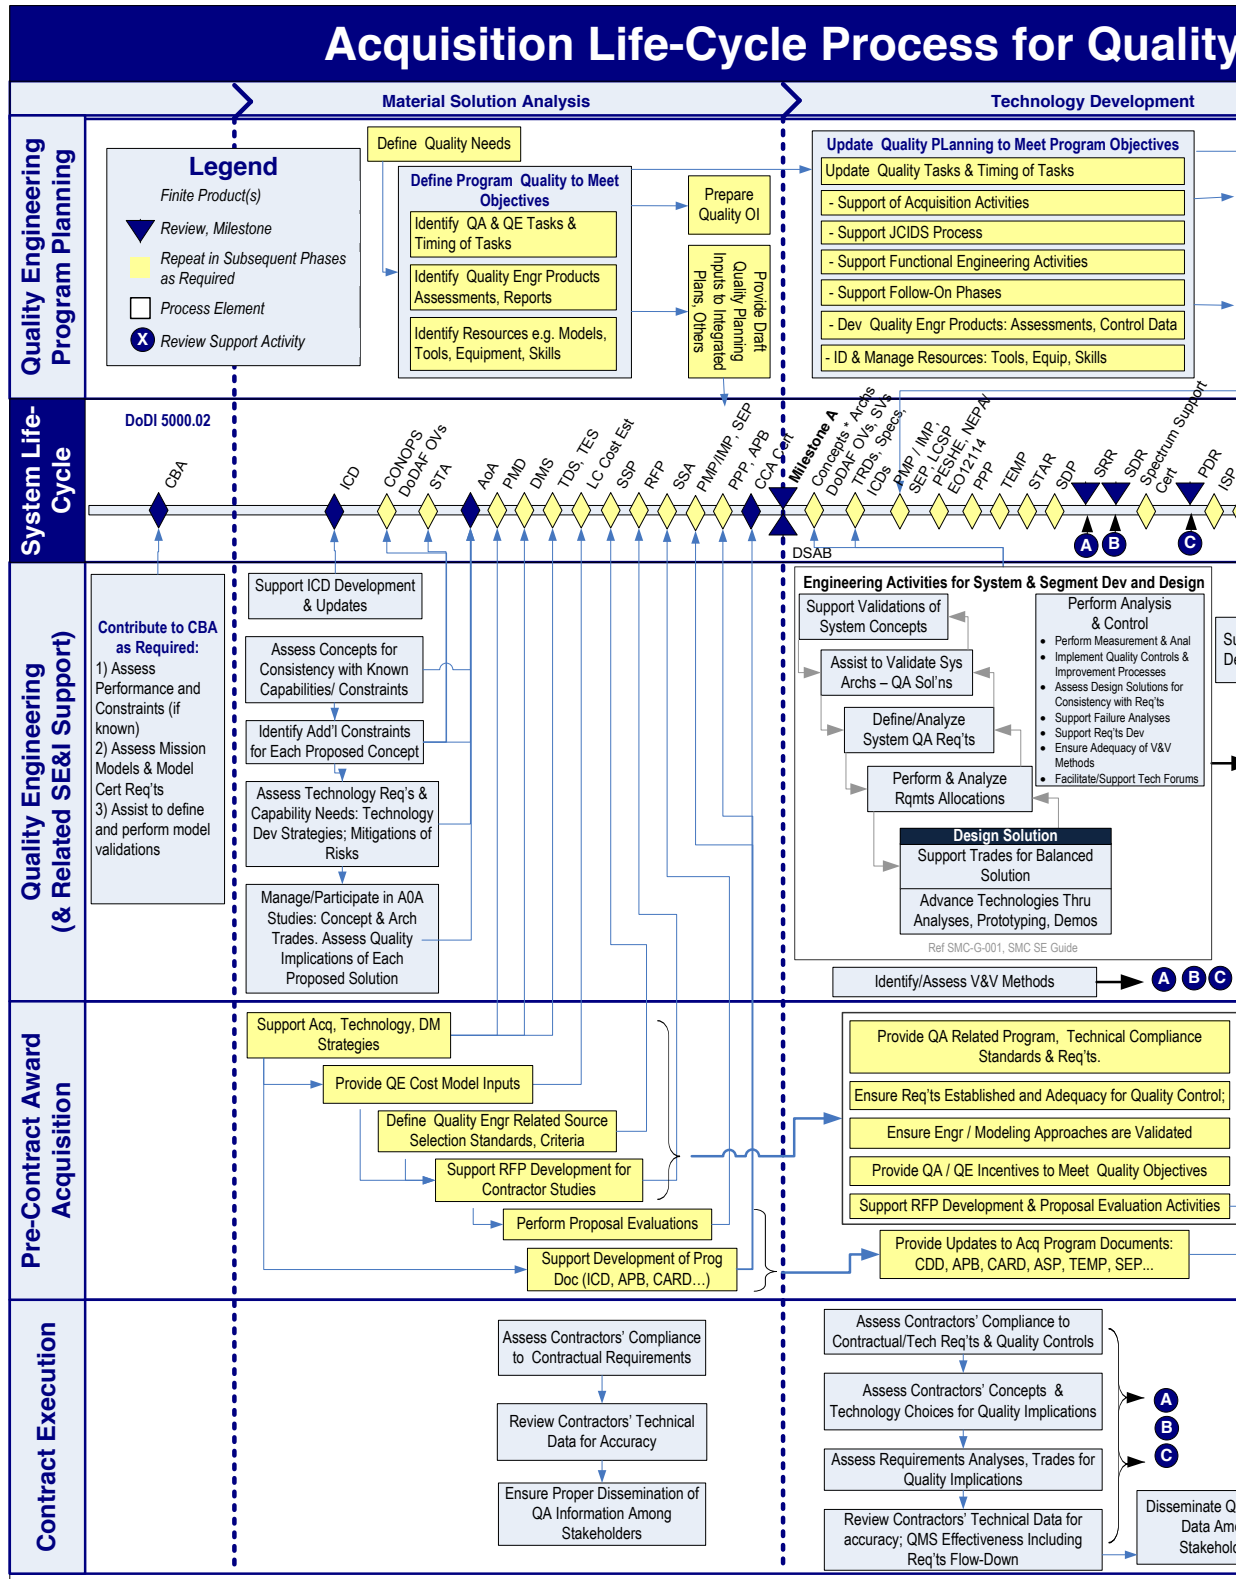 Acquisition Life-Cycle Process for Quality
Material Solution Analysis
Technology Development
Quality Engineering
Program Planning
Legend
Finite Product(s)
Review, Milestone
Repeat in Subsequent Phases
as Required
Process Element
X
Review Support Activity
Define Quality Needs
Define Program Quality to Meet
Objectives
Identify QA & QE Tasks &
Timing of Tasks
Identify Quality Engr Products
Assessments, Reports
Identify Resources e.g. Models,
Tools, Equipment, Skills
Prepare
Quality OI
Provide Draft
Quality Planning
Inputs to Integrated
Plans, Others
Update Quality PLanning to Meet Program Objectives
Update Quality Tasks & Timing of Tasks
- Support of Acquisition Activities
- Support JCIDS Process
- Support Functional Engineering Activities
- Support Follow-On Phases
- Dev Quality Engr Products: Assessments, Control Data
- ID & Manage Resources: Tools, Equip, Skills
System Life-
Cycle
DoDI 5000.02
CBA
ICD
CONOPS
DoDAF OVs
STA
AoA
PMD
DMS
TDS, TES
LC Cost Est
SSP
RFP
SSA
PMP/IMP, SEP
PPP, APB
CCA Cert
Milestone A
Concepts * Archs
DoDAF OVs, SVs
TRDs, Specs,
ICDs
PMP / IMP,
SEP, LCSP
PESHE, NEPA/
EO12114
PPP
TEMP
STAR
SDP
SRR
SDR
Spectrum Support
Cert
PDR
ISP
A
B
C
DSAB
Quality Engineering
(& Related SE&I Support)
Contribute to CBA
as Required:
1) Assess
Performance and
Constraints (if
known)
2) Assess Mission
Models & Model
Cert Req'ts
3) Assist to define
and perform model
validations
Support ICD Development
& Updates
Assess Concepts for
Consistency with Known
Capabilities/ Constraints
Identify Add'l Constraints
for Each Proposed Concept
Assess Technology Req's &
Capability Needs: Technology
Dev Strategies; Mitigations of
Risks
Manage/Participate in A0A
Studies: Concept & Arch
Trades. Assess Quality
Implications of Each
Proposed Solution
Engineering Activities for System & Segment Dev and Design
Support Validations of
System Concepts
Assist to Validate Sys
Archs – QA Sol'ns
Define/Analyze
System QA Req'ts
Perform & Analyze
Rqmts Allocations
Design Solution
Support Trades for Balanced
Solution
Advance Technologies Thru
Analyses, Prototyping, Demos
Perform Analysis
& Control
• Perform Measurement & Anal
• Implement Quality Controls &
Improvement Processes
• Assess Design Solutions for
Consistency with Req'ts
• Support Failure Analyses
• Support Req'ts Dev
• Ensure Adequacy of V&V
Methods
• Facilitate/Support Tech Forums
Ref SMC-G-001, SMC SE Guide
Su
De
Identify/Assess V&V Methods
A
B
C
Pre-Contract Award
Acquisition
Support Acq, Technology, DM
Strategies
Provide QE Cost Model Inputs
Define Quality Engr Related Source
Selection Standards, Criteria
Support RFP Development for
Contractor Studies
Perform Proposal Evaluations
Support Development of Prog
Doc (ICD, APB, CARD…)
Provide QA Related Program, Technical Compliance
Standards & Req'ts.
Ensure Req'ts Established and Adequacy for Quality Control;
Ensure Engr / Modeling Approaches are Validated
Provide QA / QE Incentives to Meet Quality Objectives
Support RFP Development & Proposal Evaluation Activities
Provide Updates to Acq Program Documents:
CDD, APB, CARD, ASP, TEMP, SEP...
Contract Execution
Assess Contractors' Compliance
to Contractual Requirements
Review Contractors' Technical
Data for Accuracy
Ensure Proper Dissemination of
QA Information Among
Stakeholders
Assess Contractors' Compliance to
Contractual/Tech Req'ts & Quality Controls
Assess Contractors' Concepts &
Technology Choices for Quality Implications
Assess Requirements Analyses, Trades for
Quality Implications
Review Contractors' Technical Data for
accuracy; QMS Effectiveness Including
Req'ts Flow-Down
A
B
C
Disseminate Q
Data Am
Stakeho